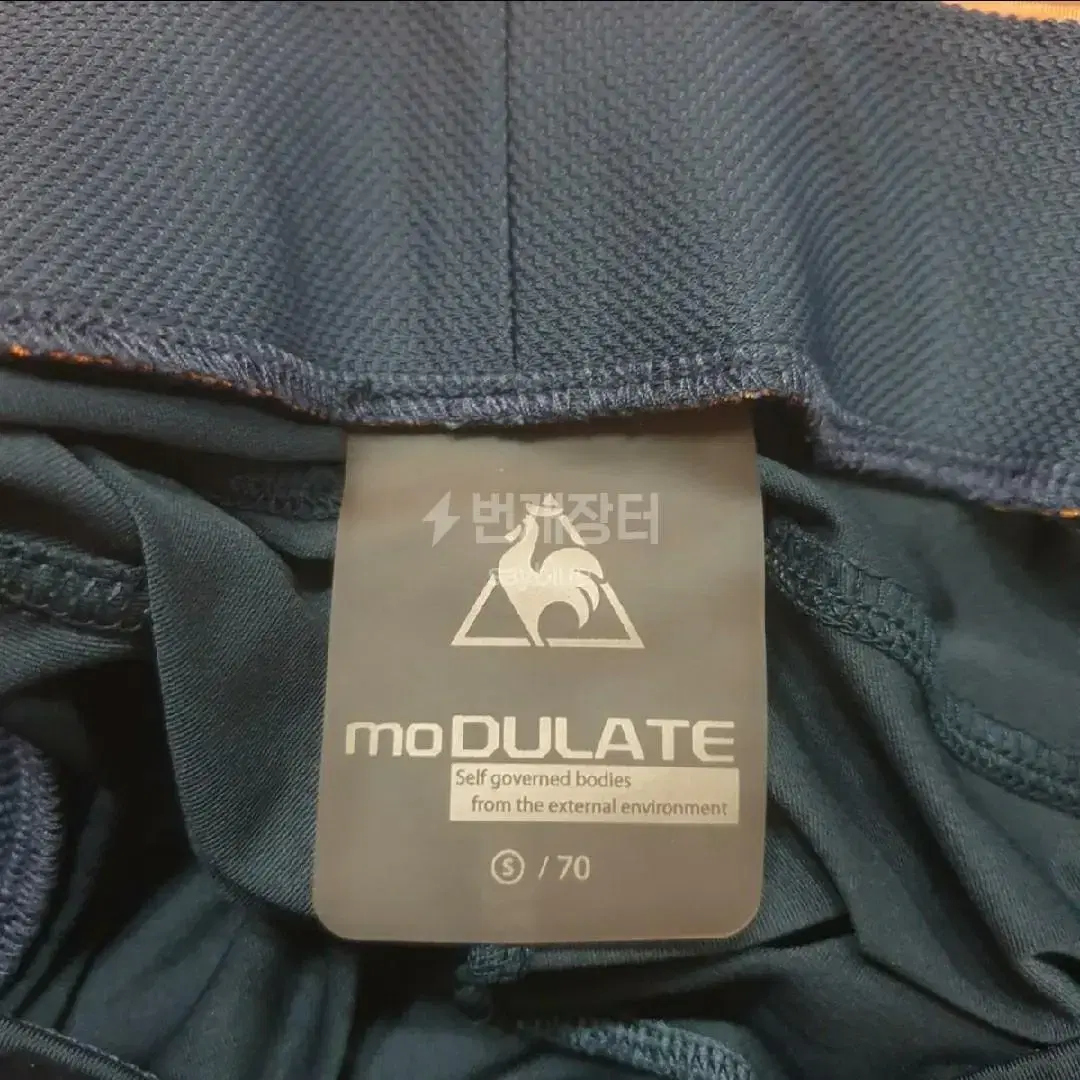 번개장터
moDULATE
Self governed bodies
from the external environment
S / 70